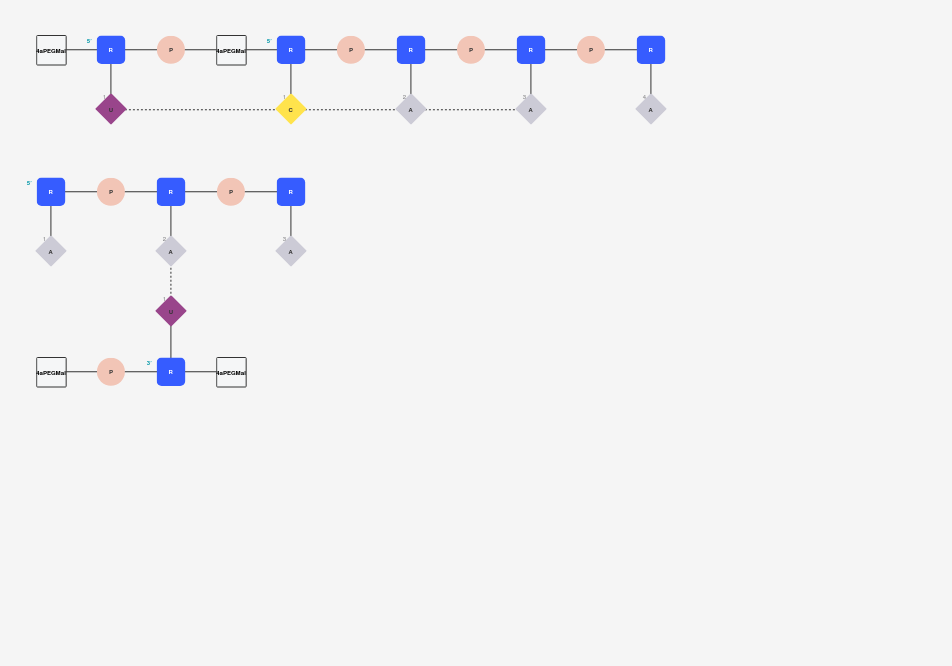 4aPEGMal 5' R P 4aPEGMal 5' R P R P R P R
1 U 1 C 2 A 3 A 4 A
5' R P R P R
1 A 2 A 3 A
1 U
4aPEGMal P 3' R 4aPEGMal